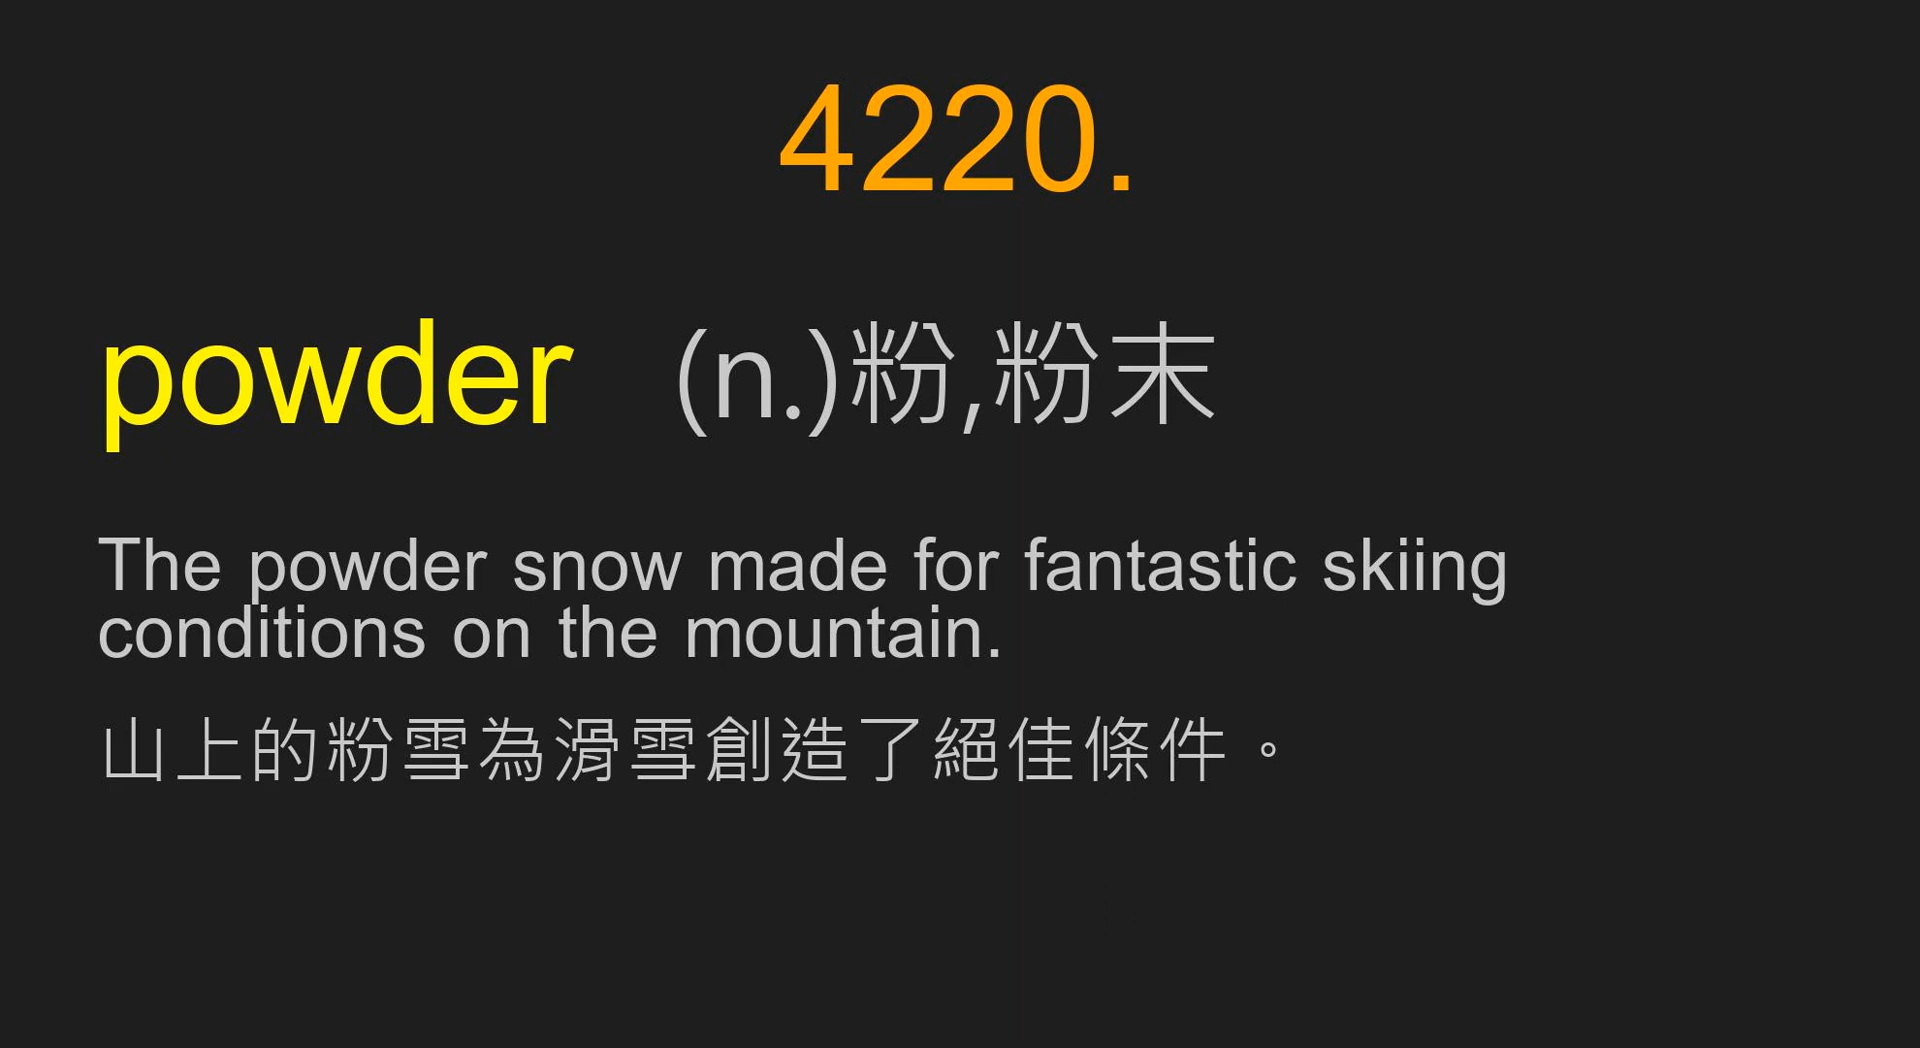 4220.
powder (n.)粉,粉末
The powder snow made for fantastic skiing
conditions on the mountain.
山上的粉雪為滑雪創造了絕佳條件。